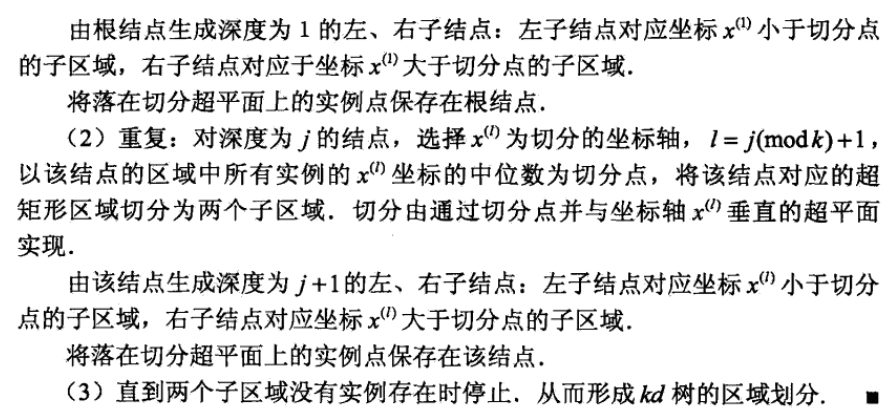 由根结点生成深度为 1 的左、右子结点：左子结点对应坐标 x⁽¹⁾ 小于切分点
的子区域，右子结点对应于坐标 x⁽¹⁾ 大于切分点的子区域．
将落在切分超平面上的实例点保存在根结点．
（2）重复：对深度为 j 的结点，选择 x⁽ˡ⁾ 为切分的坐标轴，l = j(mod k)+1，
以该结点的区域中所有实例的 x⁽ˡ⁾ 坐标的中位数为切分点，将该结点对应的超
矩形区域切分为两个子区域．切分由通过切分点并与坐标轴 x⁽ˡ⁾ 垂直的超平面
实现．
由该结点生成深度为 j+1的左、右子结点：左子结点对应坐标 x⁽ˡ⁾ 小于切分
点的子区域，右子结点对应坐标 x⁽ˡ⁾ 大于切分点的子区域．
将落在切分超平面上的实例点保存在该结点．
（3）直到两个子区域没有实例存在时停止．从而形成 kd 树的区域划分． ■